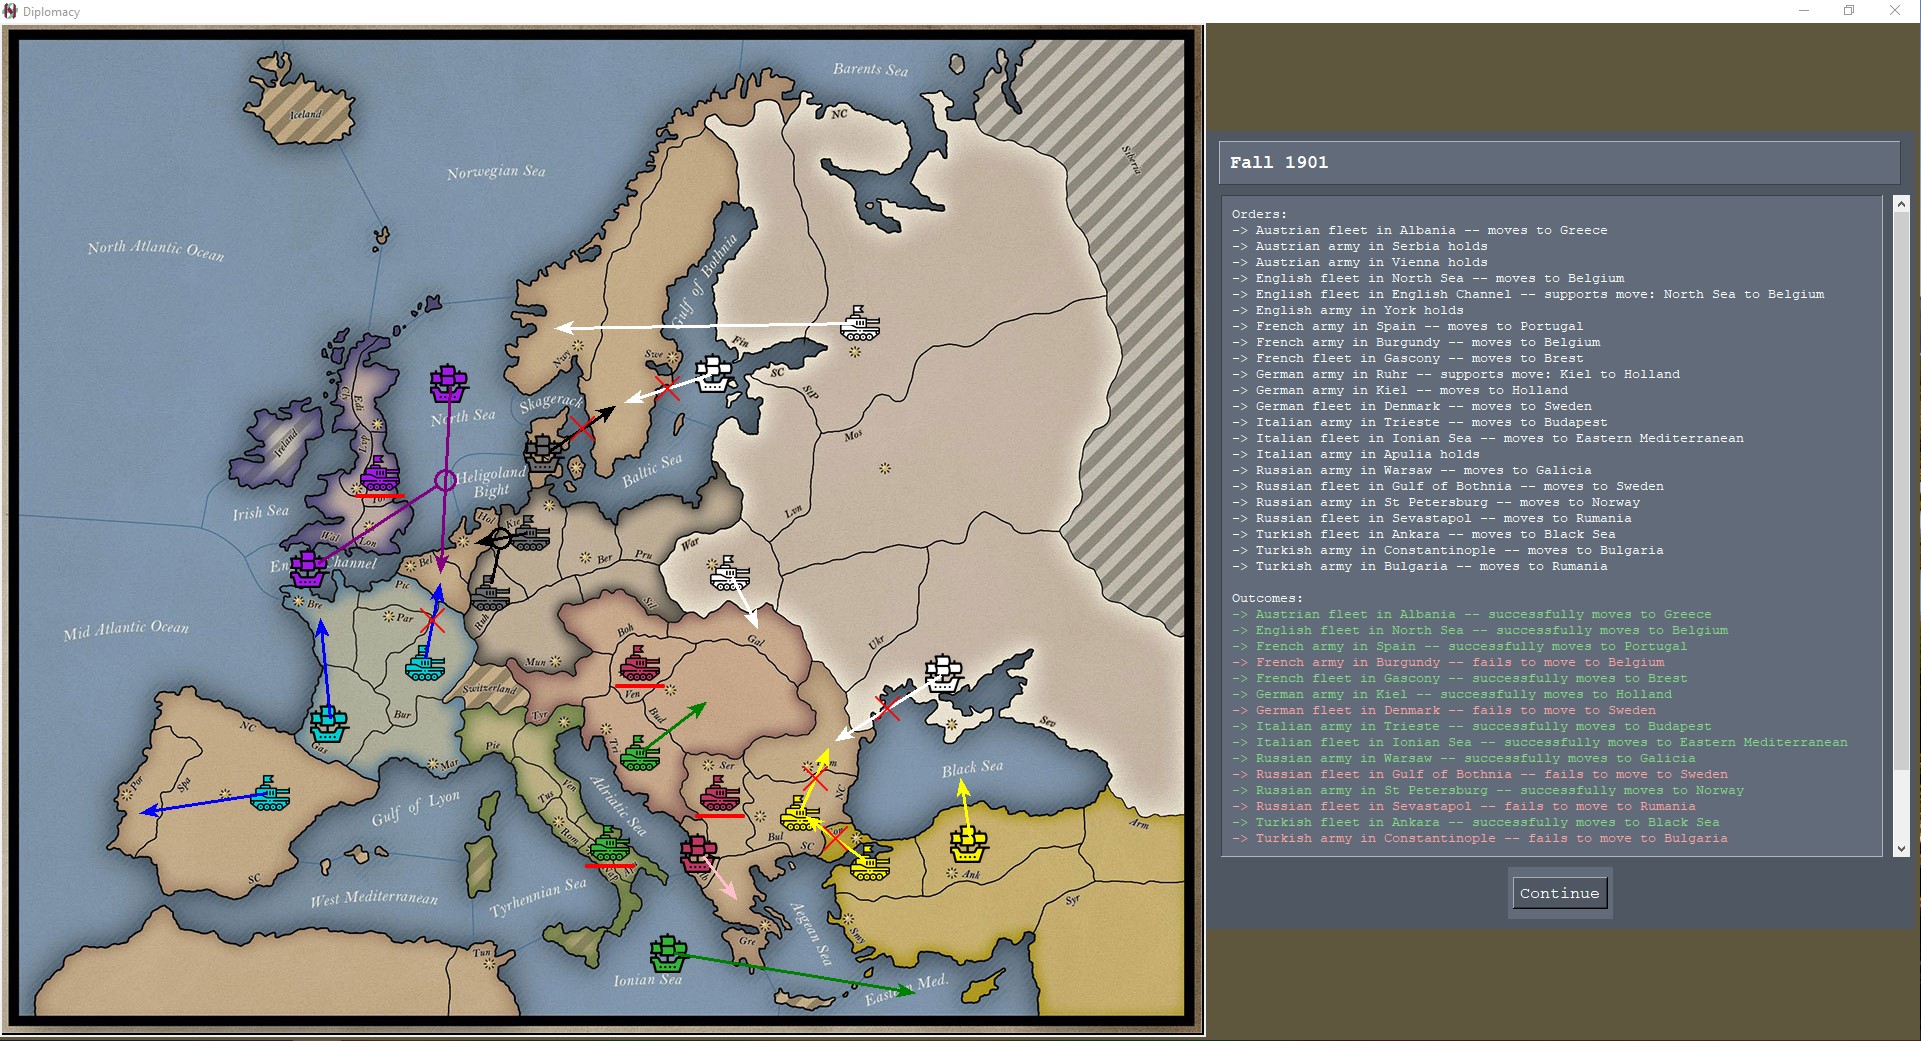 Diplomacy
Barents Sea
Iceland
NC
Siberia
Norwegian Sea
North Atlantic Ocean
Gulf of Bothnia
Fin
Nwy
Swe
SC
StP
Skagerack
North Sea
Cly
Edi
Lvp
Ireland
Mos
Heligoland
Bight
Baltic Sea
Irish Sea
Yor
Wal
Lon
Hol
Kie
Lvn
War
English Channel
Bel
Ber
Pru
Pic
Bre
Par
Ruh
Sil
Mid Atlantic Ocean
Boh
Gal
Ukr
Mun
Switzerland
Ven
Bur
Bud
Tyr
NC
Gas
Pie
Tri
Sev
Mar
Por
Spa
Ven
Ser
Rum
Black Sea
Gulf of Lyon
Tus
Adriatic Sea
NC
Rom
Bul
Con
SC
Arm
SC
Ank
West Mediterranean
Tyrhennian Sea
Syr
Tun
Gre
Aegean Sea
Smy
Ionian Sea
Eastern Med.
Fall 1901
Orders:
-> Austrian fleet in Albania -- moves to Greece
-> Austrian army in Serbia holds
-> Austrian army in Vienna holds
-> English fleet in North Sea -- moves to Belgium
-> English fleet in English Channel -- supports move: North Sea to Belgium
-> English army in York holds
-> French army in Spain -- moves to Portugal
-> French army in Burgundy -- moves to Belgium
-> French fleet in Gascony -- moves to Brest
-> German army in Ruhr -- supports move: Kiel to Holland
-> German army in Kiel -- moves to Holland
-> German fleet in Denmark -- moves to Sweden
-> Italian army in Trieste -- moves to Budapest
-> Italian fleet in Ionian Sea -- moves to Eastern Mediterranean
-> Italian army in Apulia holds
-> Russian army in Warsaw -- moves to Galicia
-> Russian fleet in Gulf of Bothnia -- moves to Sweden
-> Russian army in St Petersburg -- moves to Norway
-> Russian fleet in Sevastapol -- moves to Rumania
-> Turkish fleet in Ankara -- moves to Black Sea
-> Turkish army in Constantinople -- moves to Bulgaria
-> Turkish army in Bulgaria -- moves to Rumania
Outcomes:
-> Austrian fleet in Albania -- successfully moves to Greece
-> English fleet in North Sea -- successfully moves to Belgium
-> French army in Spain -- successfully moves to Portugal
-> French army in Burgundy -- fails to move to Belgium
-> French fleet in Gascony -- successfully moves to Brest
-> German army in Kiel -- successfully moves to Holland
-> German fleet in Denmark -- fails to move to Sweden
-> Italian army in Trieste -- successfully moves to Budapest
-> Italian fleet in Ionian Sea -- successfully moves to Eastern Mediterranean
-> Russian army in Warsaw -- successfully moves to Galicia
-> Russian fleet in Gulf of Bothnia -- fails to move to Sweden
-> Russian army in St Petersburg -- successfully moves to Norway
-> Russian fleet in Sevastapol -- fails to move to Rumania
-> Turkish fleet in Ankara -- successfully moves to Black Sea
-> Turkish army in Constantinople -- fails to move to Bulgaria
Continue